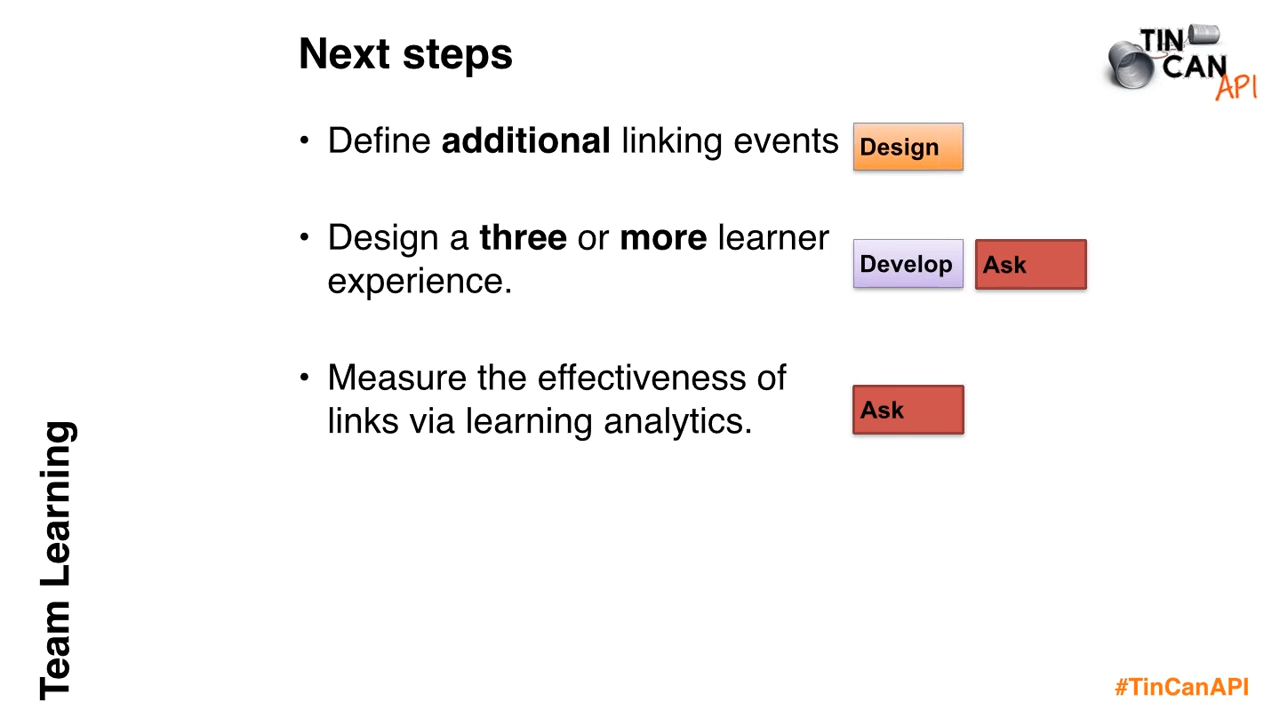 Next steps
TIN
CAN
API
• Define additional linking events
Design
• Design a three or more learner
experience.
Develop
Ask
• Measure the effectiveness of
links via learning analytics.
Ask
Team Learning
#TinCanAPI